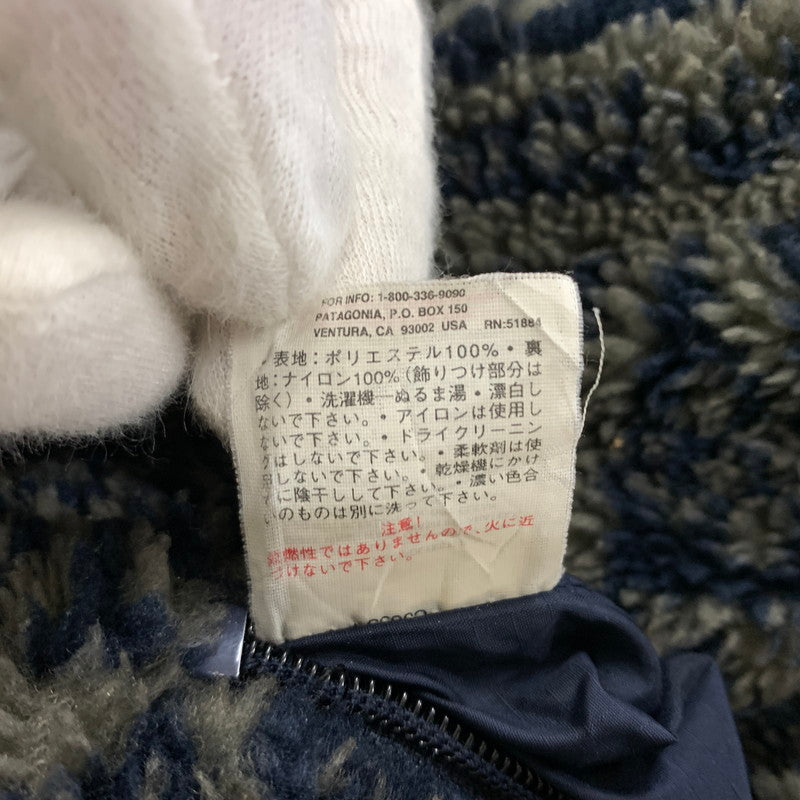 FOR INFO: 1-800-336-9090
PATAGONIA, P.O. BOX 150
VENTURA, CA 93002 USA RN:51884
表地:ポリエステル100%・裏
地:ナイロン100%(飾りつけ部分は
除く)・洗濯機―ぬるま湯・漂白し
ないで下さい。・アイロンは使用し
ないで下さい。・ドライクリーニン
グはしないで下さい。・柔軟剤は使
しないで下さい。・乾燥機にかけ
に陰干しして下さい。・濃い色合
いのものは別に洗って下さい。
注意!
燃性ではありませんので、火に近
づけないで下さい。